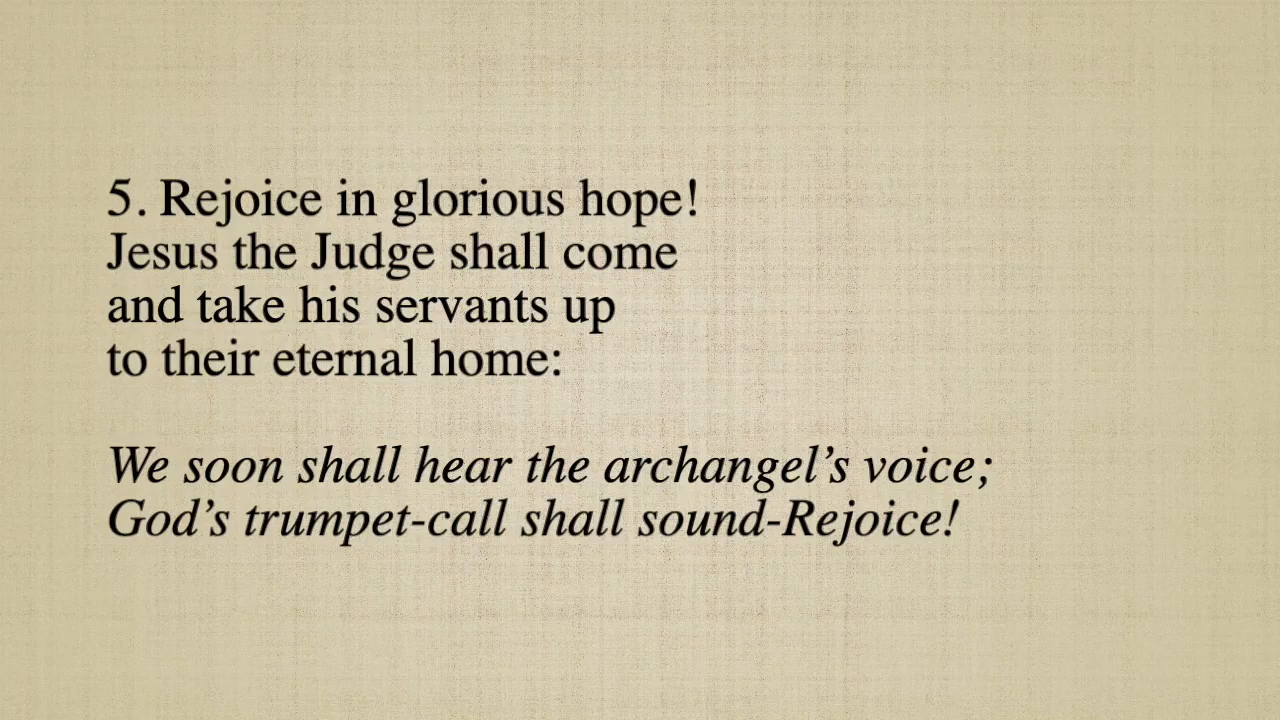 5. Rejoice in glorious hope!
Jesus the Judge shall come
and take his servants up
to their eternal home:
We soon shall hear the archangel’s voice;
God’s trumpet-call shall sound-Rejoice!